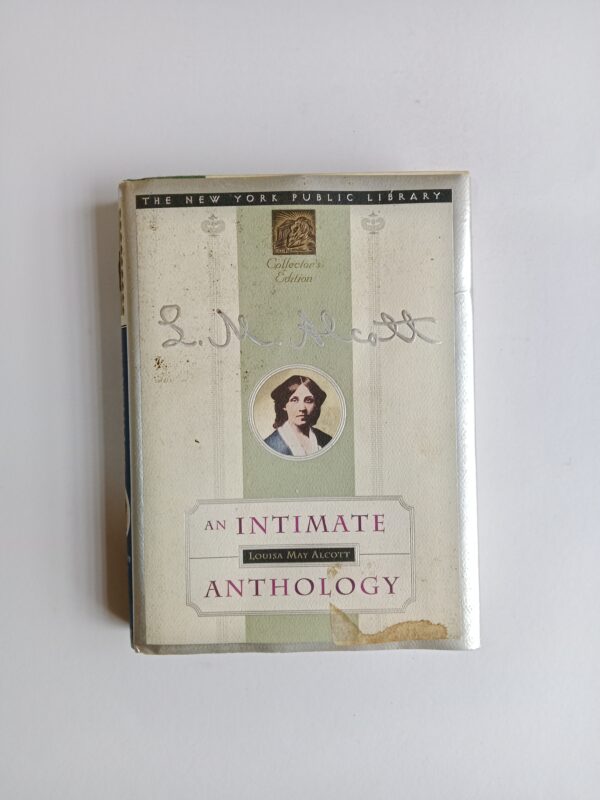 THE NEW YORK PUBLIC LIBRARY
Collector's
Edition
L. M. Alcott
AN INTIMATE
LOUISA MAY ALCOTT
ANTHOLOGY